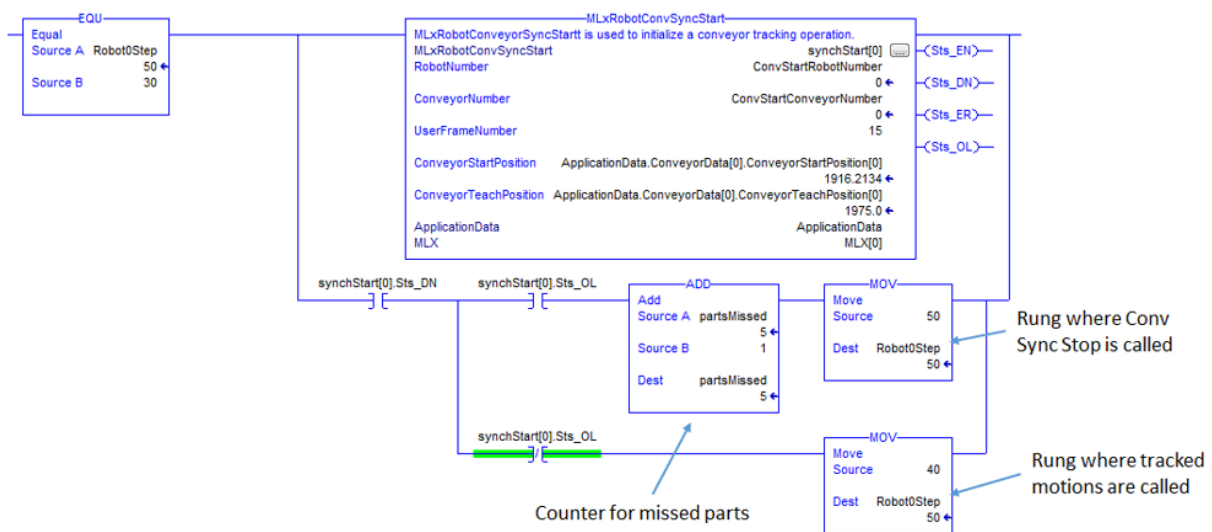 EQU
Equal
Source A Robot0Step
50
Source B 30
MLxRobotConvSyncStart
MLxRobotConveyorSyncStartt is used to initialize a conveyor tracking operation.
MLxRobotConvSyncStart synchStart[0] ...
RobotNumber ConvStartRobotNumber
0
ConveyorNumber ConvStartConveyorNumber
0
UserFrameNumber 15
ConveyorStartPosition ApplicationData.ConveyorData[0].ConveyorStartPosition[0]
1916.2134
ConveyorTeachPosition ApplicationData.ConveyorData[0].ConveyorTeachPosition[0]
1975.0
ApplicationData ApplicationData
MLX MLX[0]
(Sts_EN)
(Sts_DN)
(Sts_ER)
(Sts_OL)
synchStart[0].Sts_DN
synchStart[0].Sts_OL
ADD
Add
Source A partsMissed
5
Source B 1
Dest partsMissed
5
MOV
Move
Source 50
Dest Robot0Step
50
Rung where Conv
Sync Stop is called
synchStart[0].Sts_OL
MOV
Move
Source 40
Dest Robot0Step
50
Rung where tracked
motions are called
Counter for missed parts